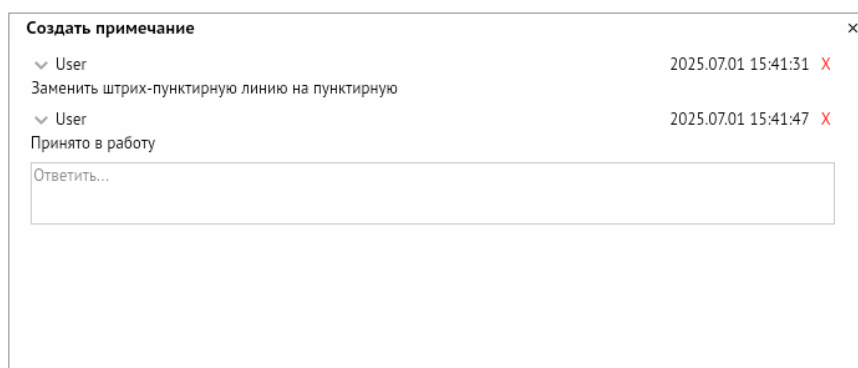 Создать примечание ×
User 2025.07.01 15:41:31 X
Заменить штрих-пунктирную линию на пунктирную
User 2025.07.01 15:41:47 X
Принято в работу
Ответить...